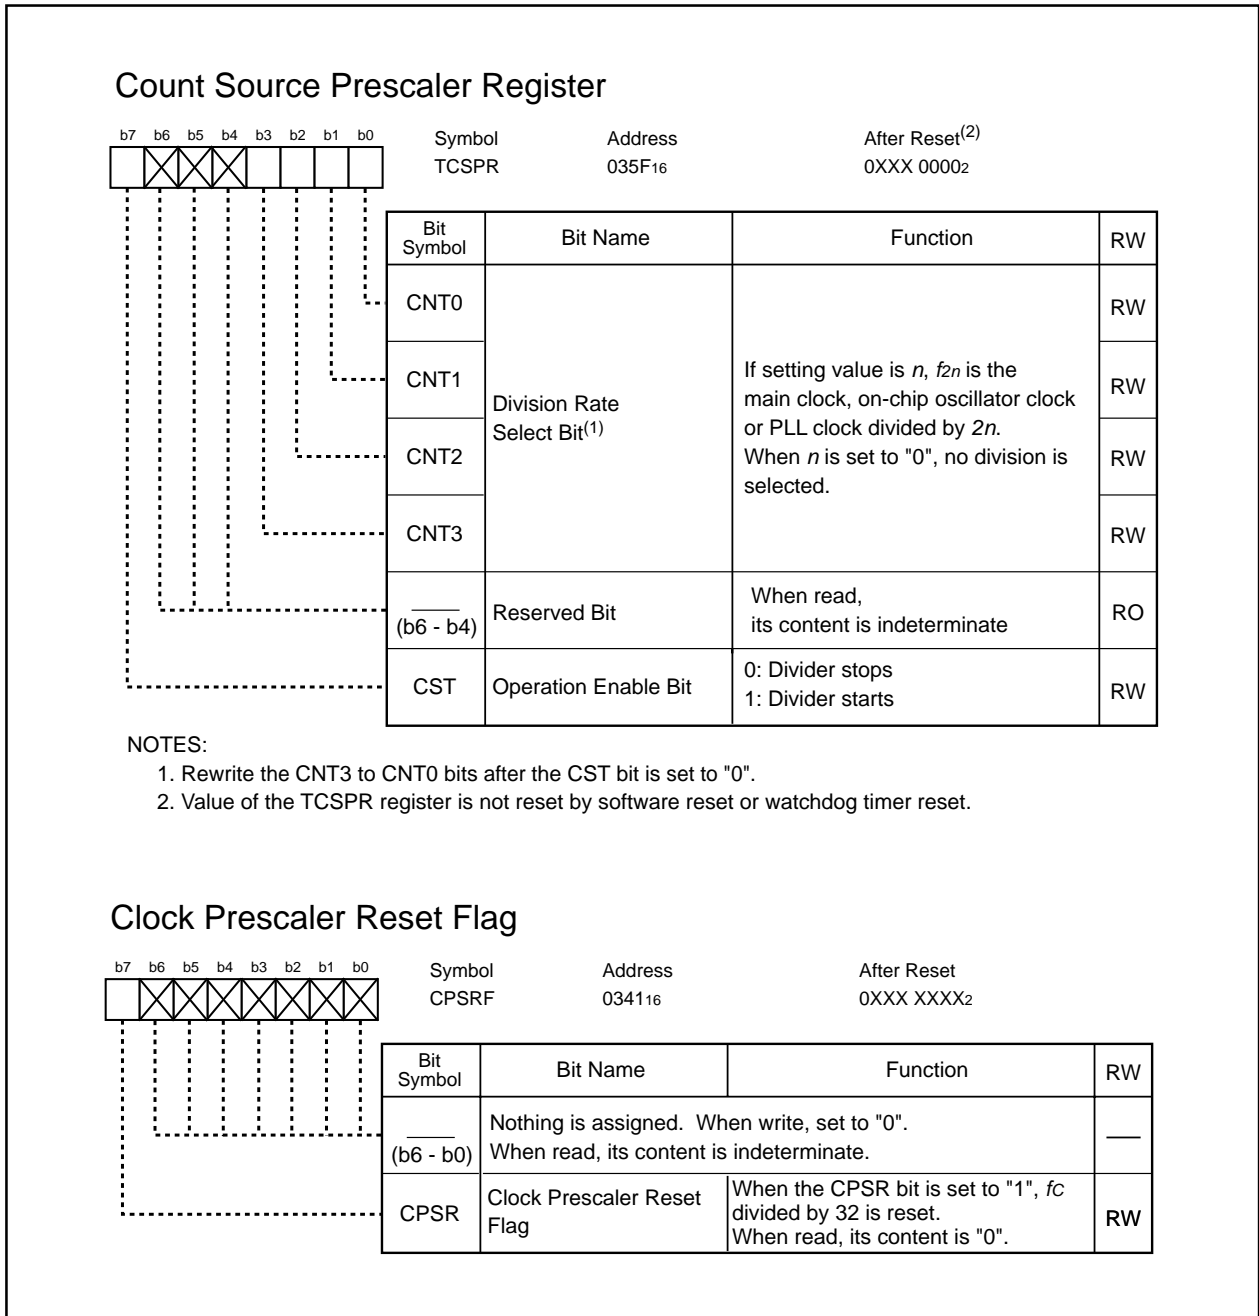 Count Source Prescaler Register
b7 b6 b5 b4 b3 b2 b1 b0
Symbol Address After Reset(2)
TCSPR 035F16 0XXX 00002
Bit Symbol Bit Name Function RW
CNT0 RW
CNT1 RW
CNT2 RW
CNT3 RW
Division Rate
Select Bit(1)
If setting value is n, f2n is the
main clock, on-chip oscillator clock
or PLL clock divided by 2n.
When n is set to "0", no division is
selected.
(b6 - b4) Reserved Bit
When read,
its content is indeterminate
RO
CST Operation Enable Bit
0: Divider stops
1: Divider starts
RW
NOTES:
1. Rewrite the CNT3 to CNT0 bits after the CST bit is set to "0".
2. Value of the TCSPR register is not reset by software reset or watchdog timer reset.
Clock Prescaler Reset Flag
b7 b6 b5 b4 b3 b2 b1 b0
Symbol Address After Reset
CPSRF 034116 0XXX XXXX2
Bit Symbol Bit Name Function RW
(b6 - b0)
Nothing is assigned. When write, set to "0".
When read, its content is indeterminate.
CPSR
Clock Prescaler Reset
Flag
When the CPSR bit is set to "1", fC
divided by 32 is reset.
When read, its content is "0".
RW